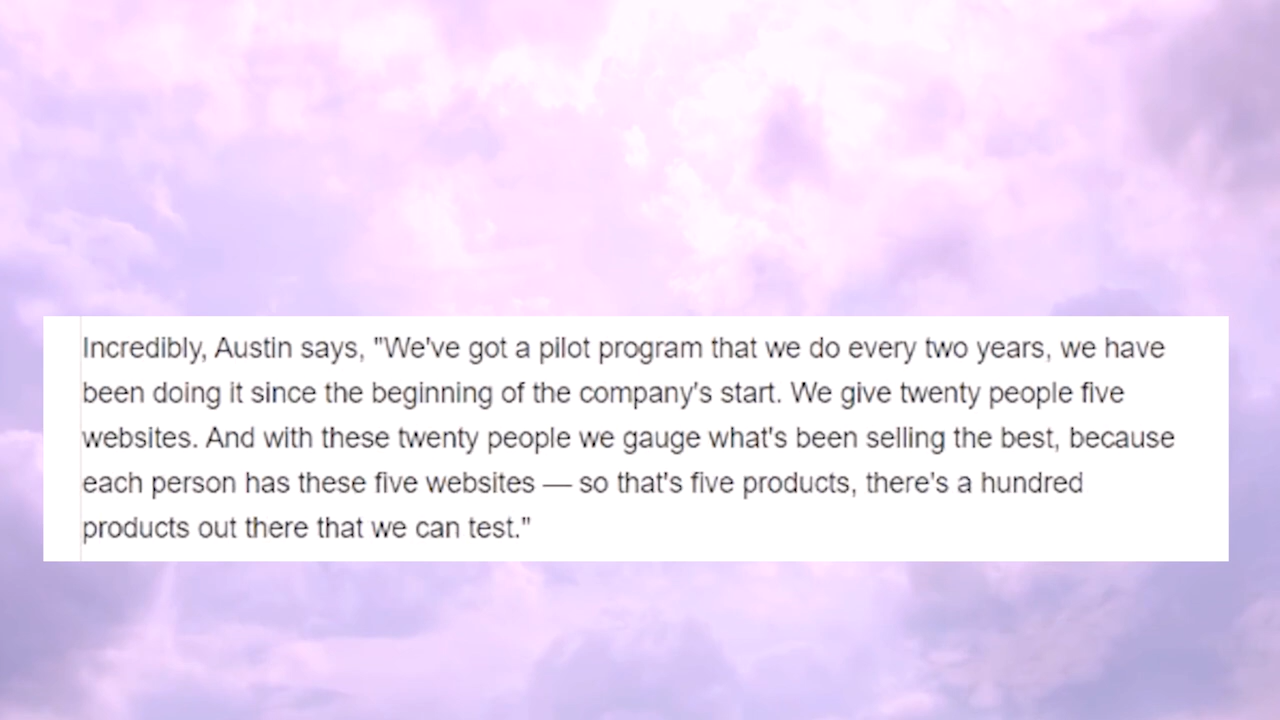 Incredibly, Austin says, "We've got a pilot program that we do every two years, we have
been doing it since the beginning of the company's start. We give twenty people five
websites. And with these twenty people we gauge what's been selling the best, because
each person has these five websites — so that's five products, there's a hundred
products out there that we can test."